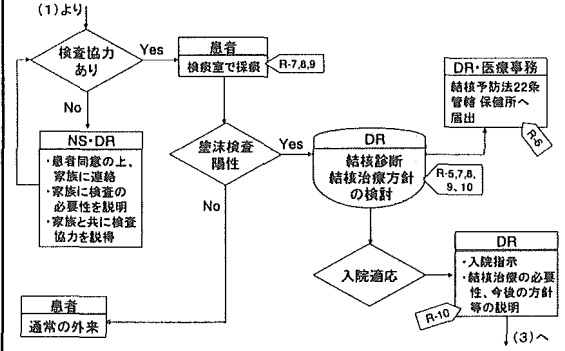 (1)より
検査協力
あり
Yes
No
患者
検痰室で採痰
R-7,8,9
NS・DR
・患者同意の上、
家族に連絡
・家族に検査の
必要性を説明
・家族と共に検査
協力を説得
塗沫検査
陽性
Yes
No
DR
結核診断
結核治療方針
の検討
R-5,7,8,
9、10
DR・医療事務
結核予防法22条
管轄 保健所へ
届出
R-6
入院適応
DR
・入院指示
・結核治療の必要
性、今後の方針
等の説明
R-10
(3)へ
患者
通常の外来